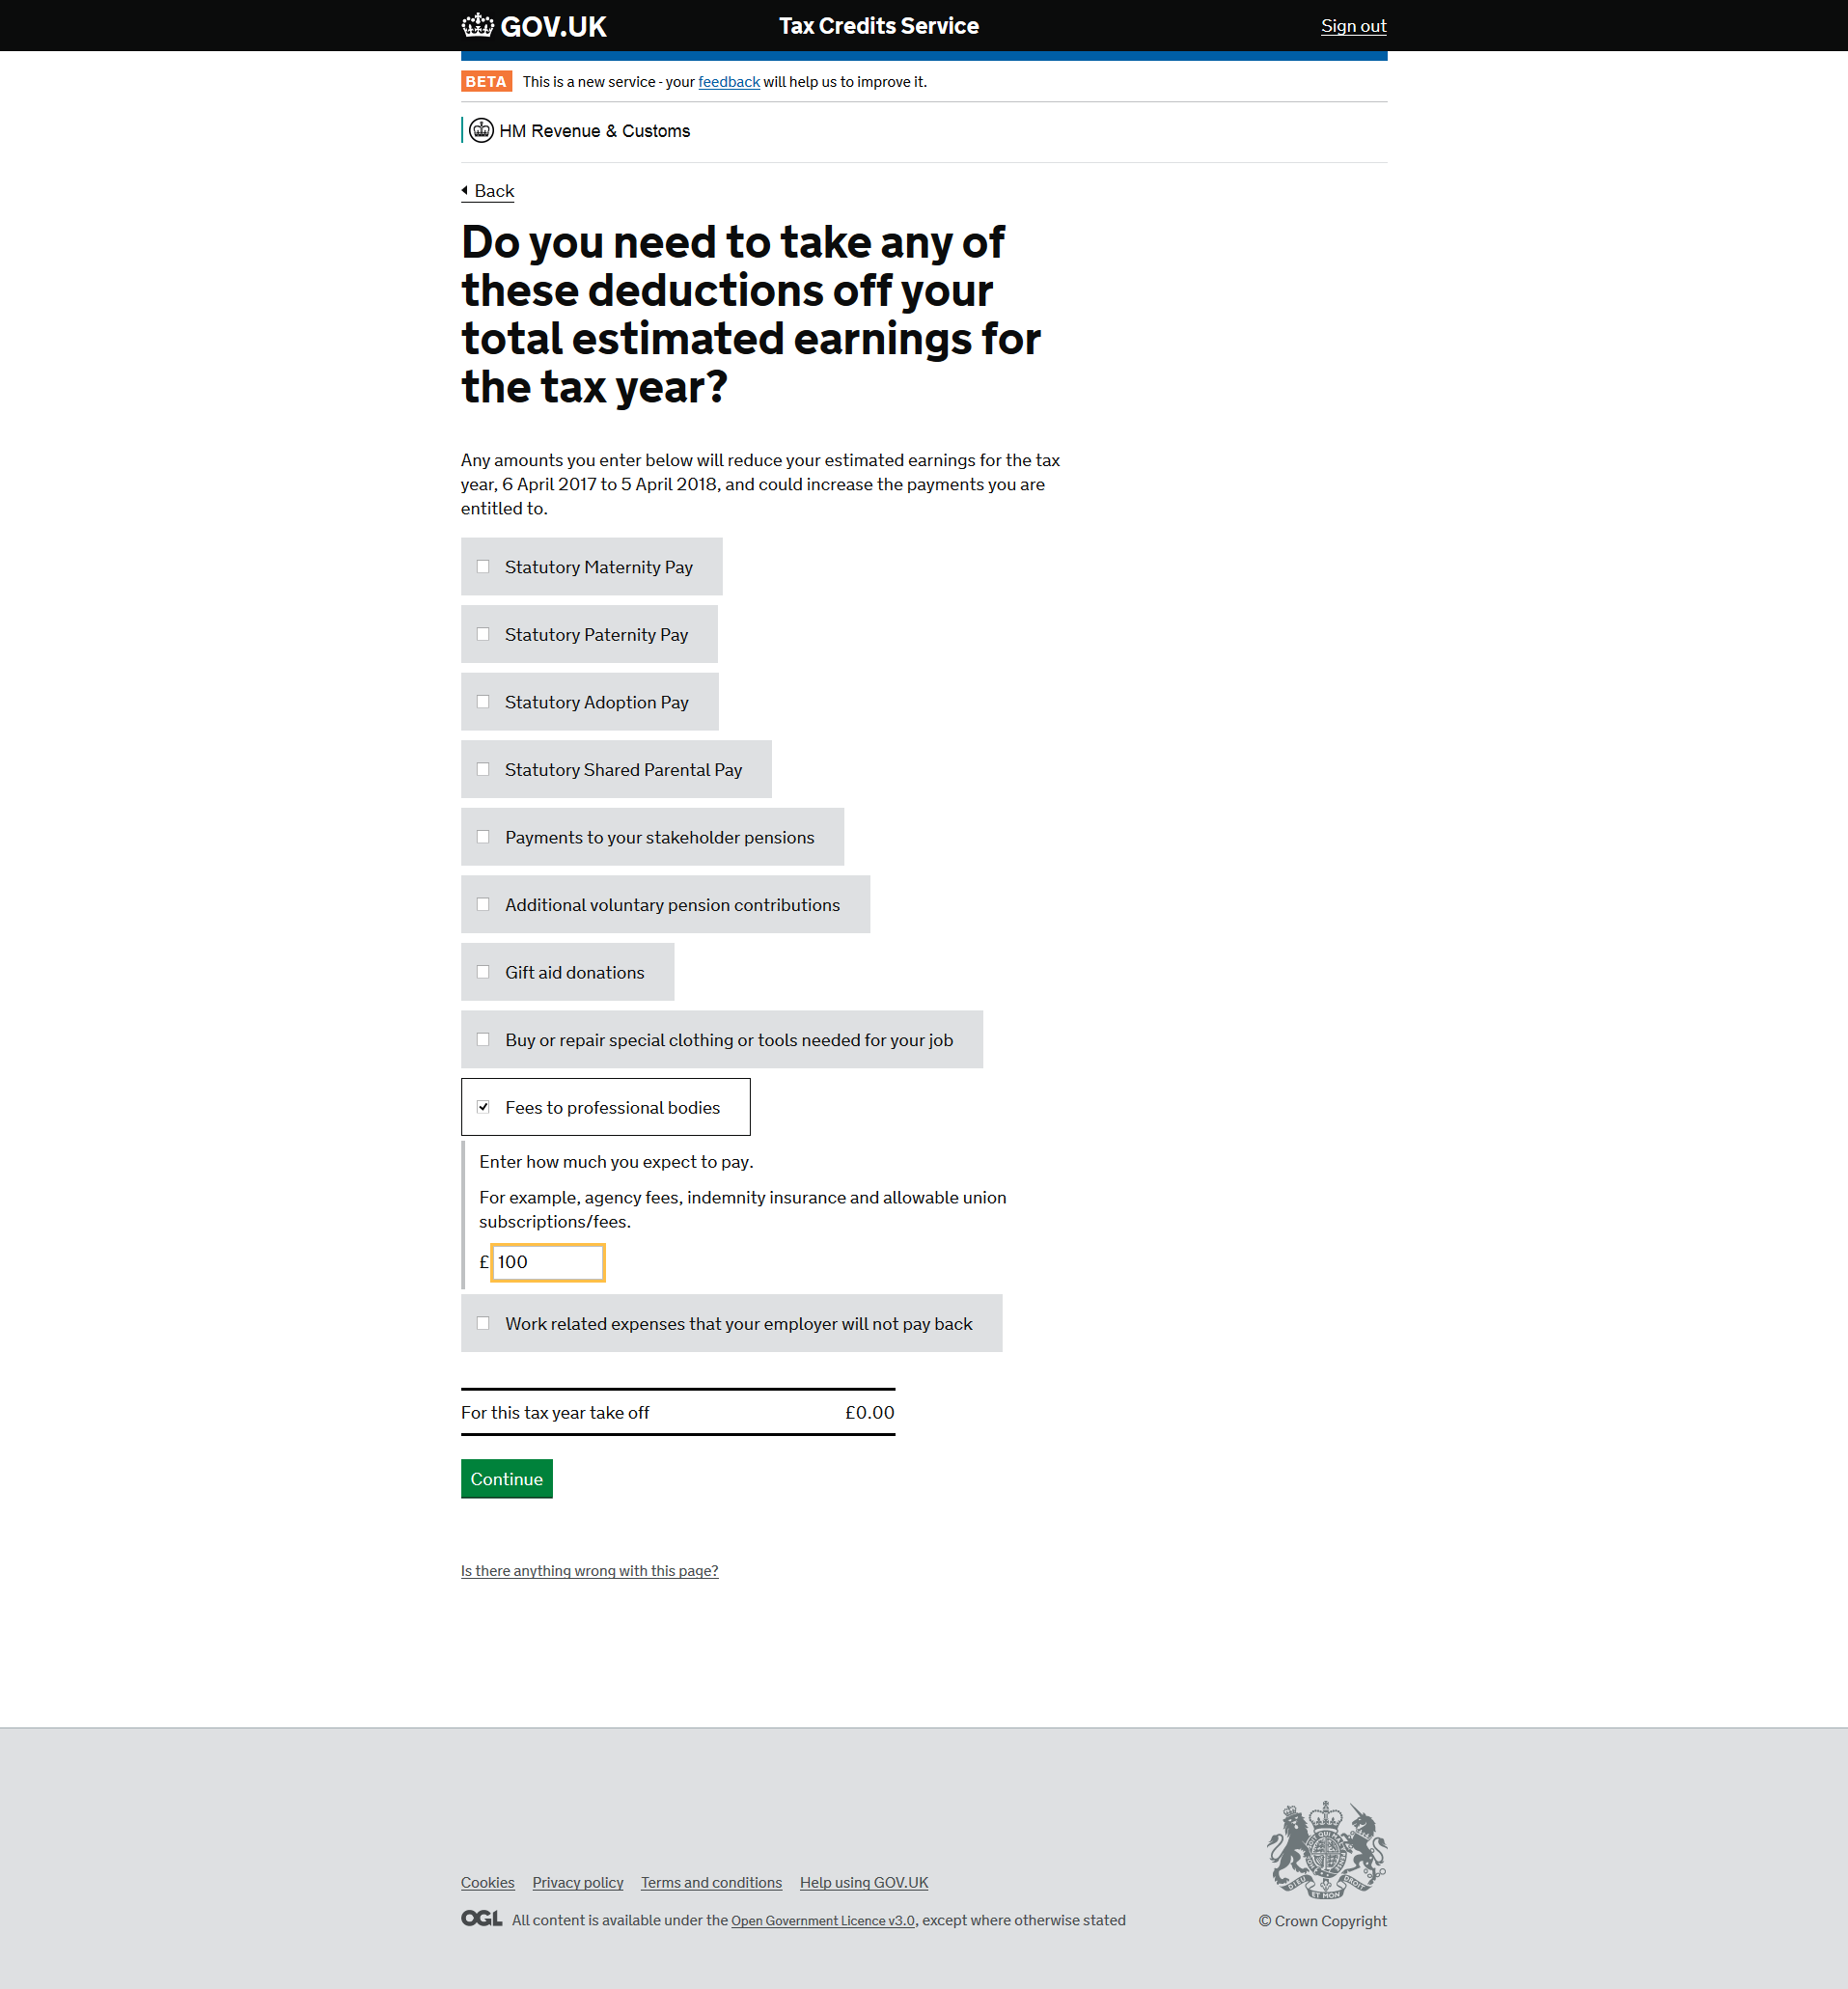 GOV.UK
Tax Credits Service
Sign out
BETA This is a new service - your feedback will help us to improve it.
HM Revenue & Customs
Back
Do you need to take any of
these deductions off your
total estimated earnings for
the tax year?
Any amounts you enter below will reduce your estimated earnings for the tax
year, 6 April 2017 to 5 April 2018, and could increase the payments you are
entitled to.
Statutory Maternity Pay
Statutory Paternity Pay
Statutory Adoption Pay
Statutory Shared Parental Pay
Payments to your stakeholder pensions
Additional voluntary pension contributions
Gift aid donations
Buy or repair special clothing or tools needed for your job
Fees to professional bodies
Enter how much you expect to pay.
For example, agency fees, indemnity insurance and allowable union
subscriptions/fees.
£ 100
Work related expenses that your employer will not pay back
For this tax year take off £0.00
Continue
Is there anything wrong with this page?
Cookies Privacy policy Terms and conditions Help using GOV.UK
OGL All content is available under the Open Government Licence v3.0, except where otherwise stated
© Crown Copyright